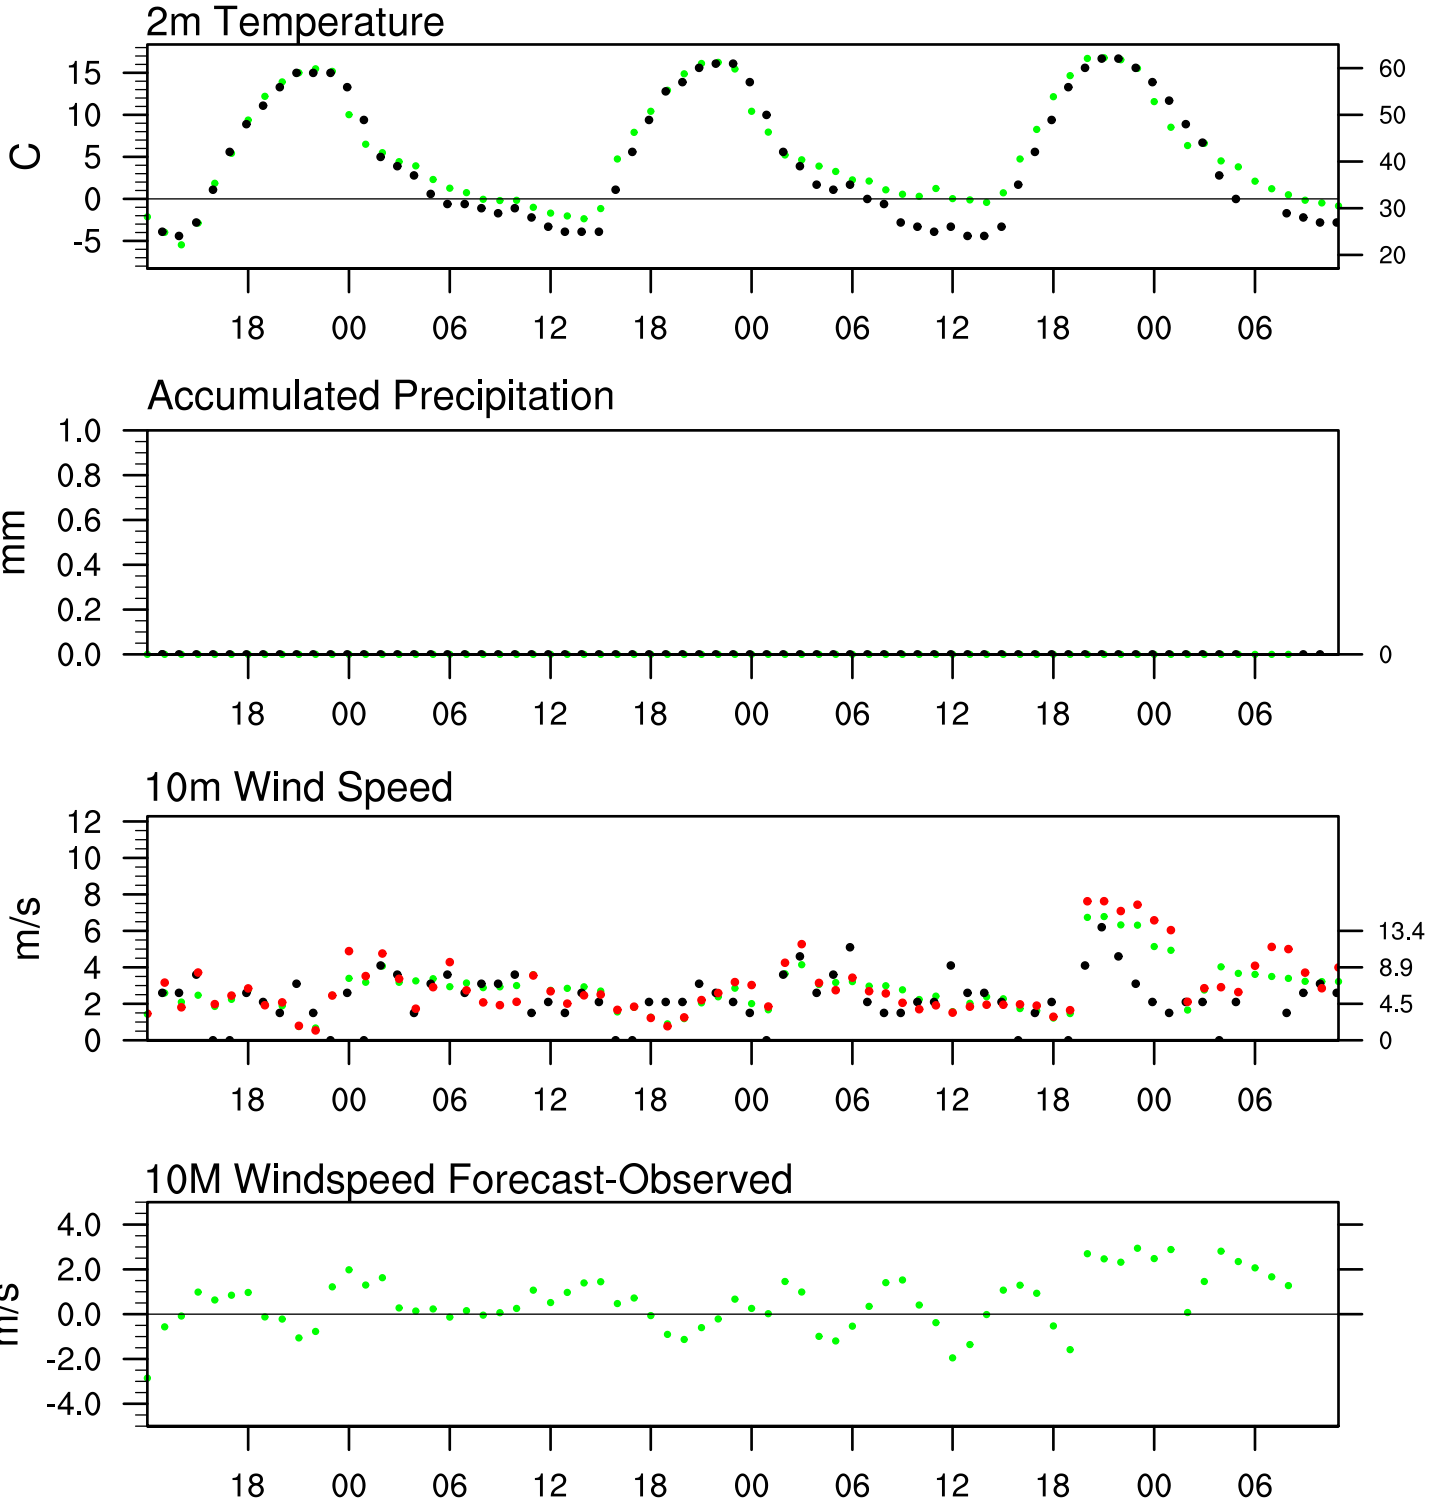 2m Temperature
C
15
10
5
0
-5
60
50
40
30
20
18 00 06 12 18 00 06 12 18 00 06
Accumulated Precipitation
mm
1.0
0.8
0.6
0.4
0.2
0.0
0
18 00 06 12 18 00 06 12 18 00 06
10m Wind Speed
m/s
12
10
8
6
4
2
0
13.4
8.9
4.5
0
18 00 06 12 18 00 06 12 18 00 06
10M Windspeed Forecast-Observed
m/s
4.0
2.0
0.0
-2.0
-4.0
18 00 06 12 18 00 06 12 18 00 06